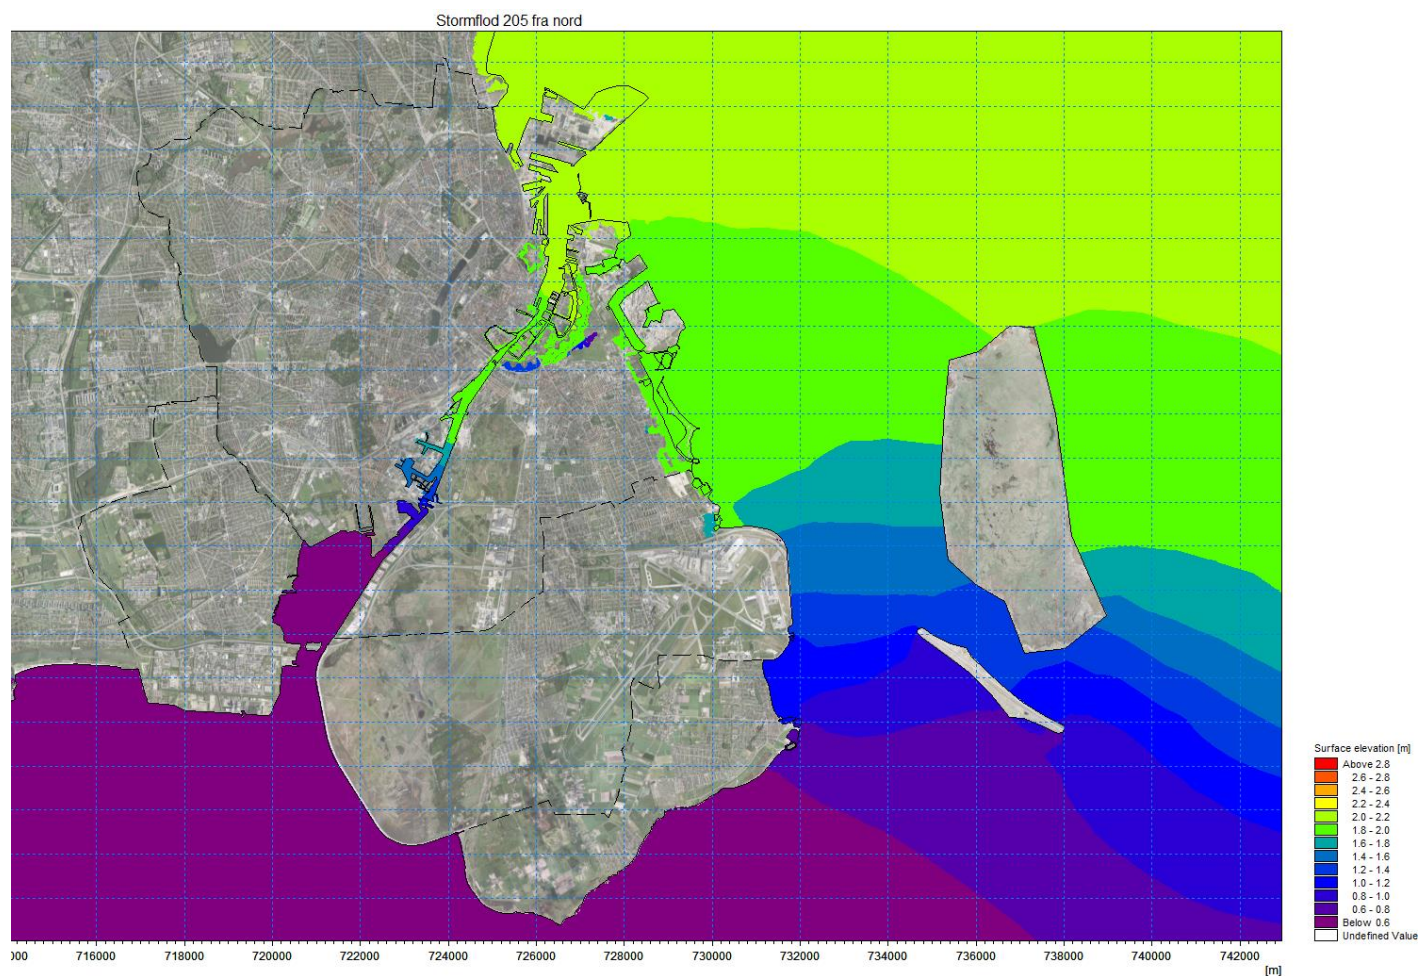 Stormflod 205 fra nord
Surface elevation [m]
Above 2.8
2.6 - 2.8
2.4 - 2.6
2.2 - 2.4
2.0 - 2.2
1.8 - 2.0
1.6 - 1.8
1.4 - 1.6
1.2 - 1.4
1.0 - 1.2
0.8 - 1.0
0.6 - 0.8
Below 0.6
Undefined Value
000 716000 718000 720000 722000 724000 726000 728000 730000 732000 734000 736000 738000 740000 742000
[m]